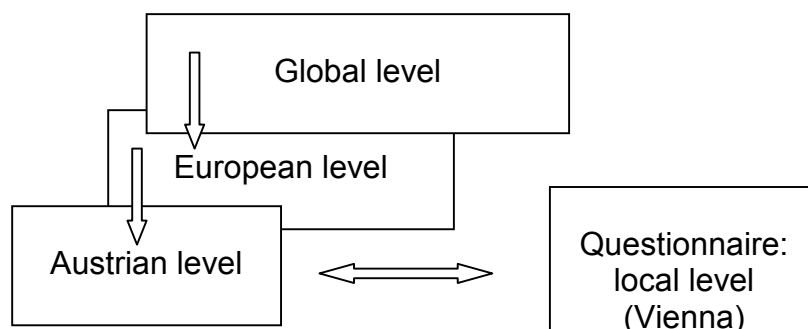 Global level
European level
Austrian level
Questionnaire:
local level
(Vienna)